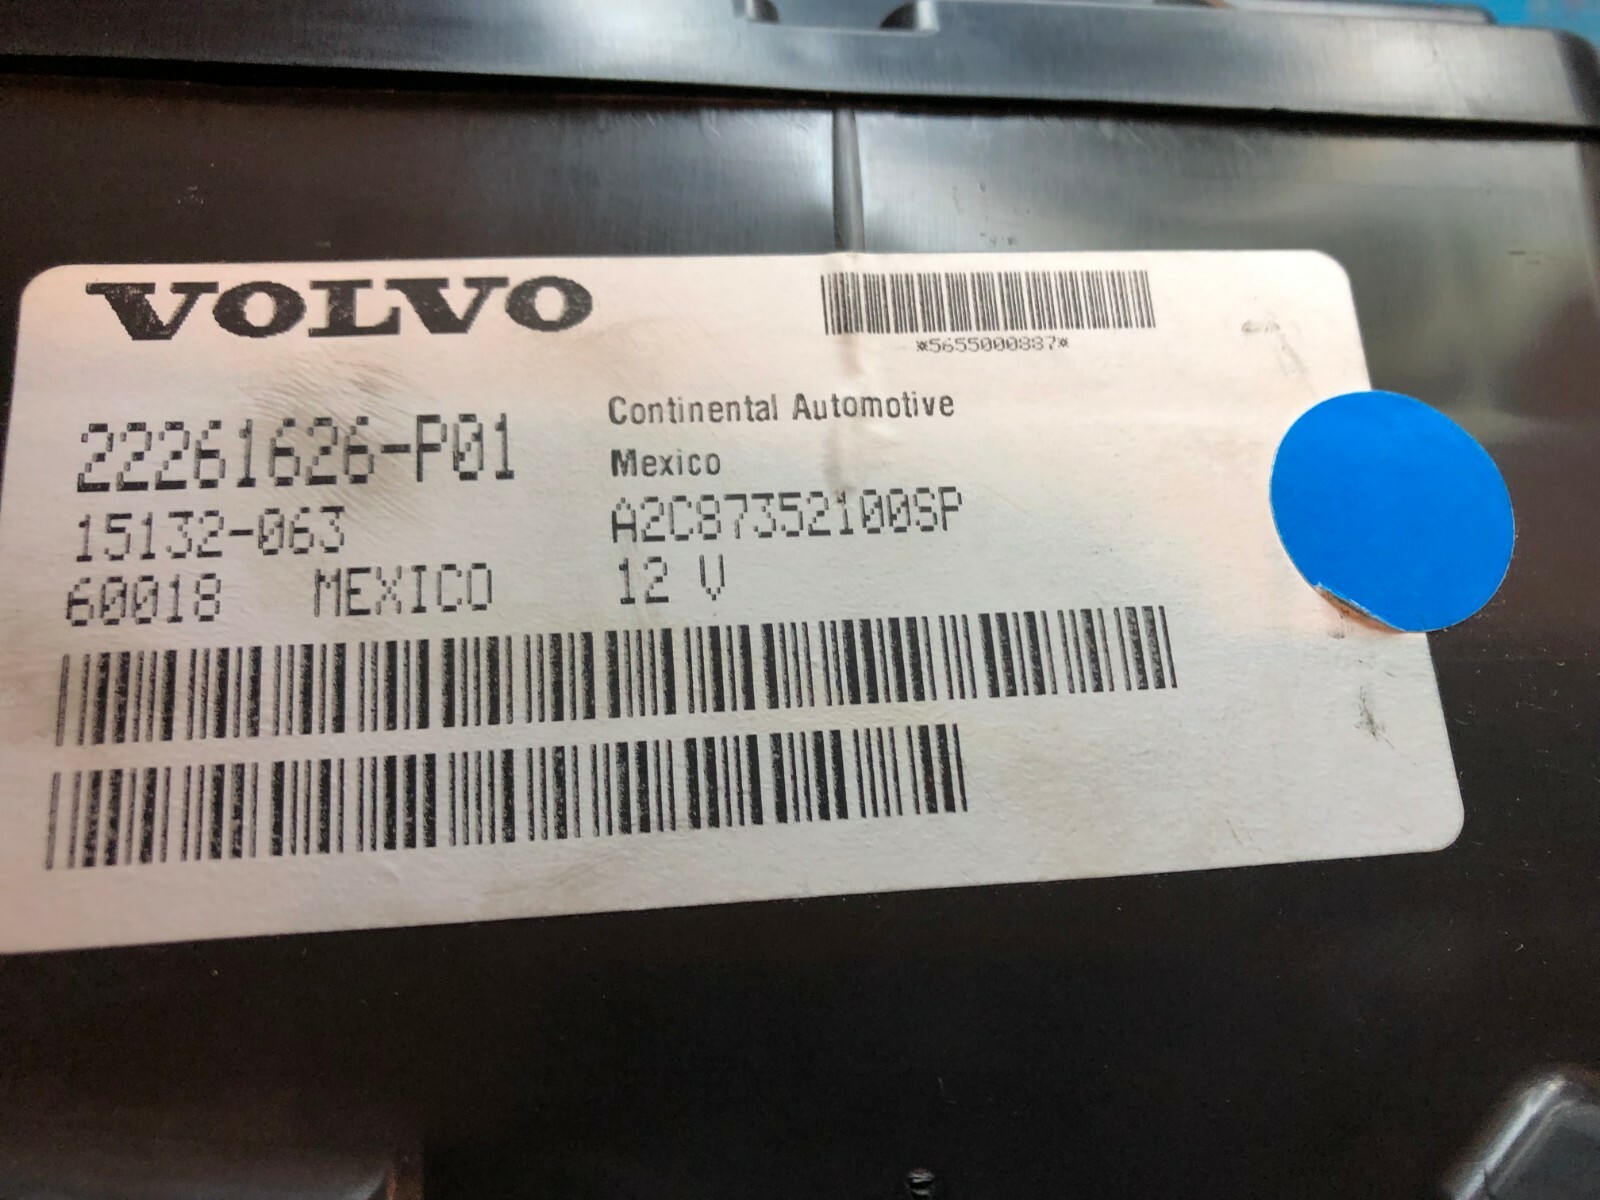 VOLVO
*5655000887*
22261626-P01
Continental Automotive
Mexico
15132-063
A2C87352100SP
60018 MEXICO
12 V